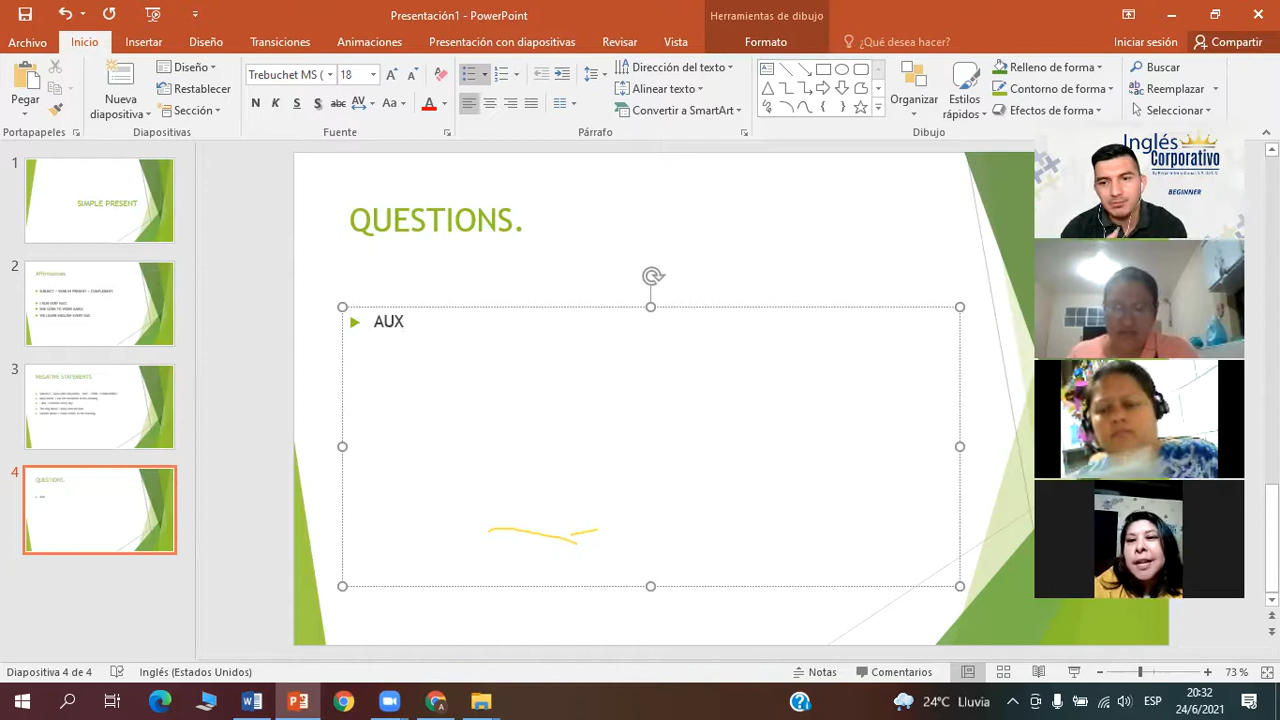 Presentación1 - PowerPoint
Herramientas de dibujo
Archivo
Inicio
Insertar
Diseño
Transiciones
Animaciones
Presentación con diapositivas
Revisar
Vista
Formato
¿Qué desea hacer?
Iniciar sesión
Compartir
Pegar
Nueva diapositiva
Diseño
Restablecer
Sección
Trebuchet MS (
18
N K S S abc AV Aa A
Dirección del texto
Alinear texto
Convertir a SmartArt
Organizar
Estilos rápidos
Relleno de forma
Contorno de forma
Efectos de forma
Buscar
Reemplazar
Seleccionar
Portapapeles
Diapositivas
Fuente
Párrafo
Dibujo
Edición
1
SIMPLE PRESENT
2
Affirmations
3
NEGATIVE STATEMENTS
4
QUESTIONS.
AUX
QUESTIONS.
AUX
Inglés
Corporativo
BEGINNER
Diapositiva 4 de 4
Inglés (Estados Unidos)
Notas
Comentarios
73 %
24°C Lluvia
ESP
20:32
24/6/2021